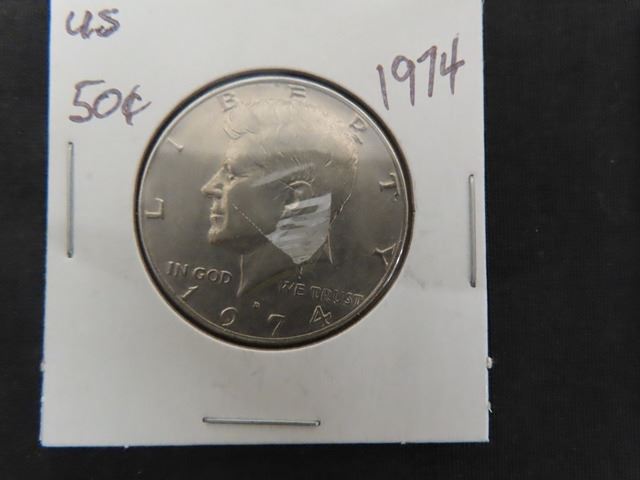 us
50¢
1974
LIBERTY
IN GOD WE TRUST
D
1974